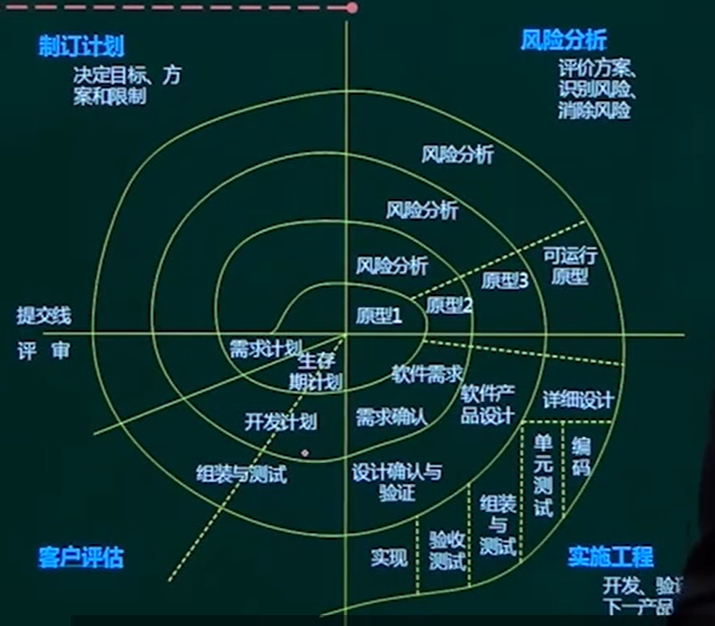 制订计划
决定目标、方
案和限制
风险分析
评价方案、
识别风险、
消除风险
风险分析
风险分析
风险分析
可运行
原型
原型3
原型2
原型1
提交线
评 审
需求计划
生存
期计划
软件需求
开发计划
需求确认
软件产
品设计
详细设计
组装与测试
设计确认与
验证
单元测试
编码
组装
与
测试
验收
测试
实现
客户评估
实施工程
开发、验
下一产品